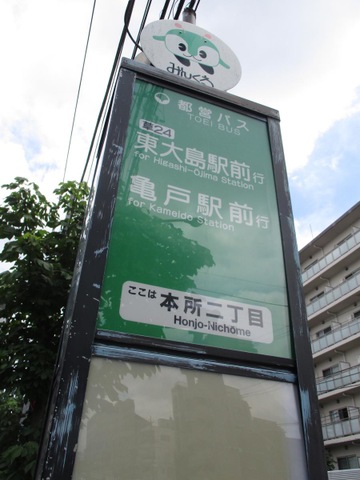 みんくる
都営バス
TOEI BUS
草24
東大島駅前行
for Higashi-Ojima Station
亀戸駅前行
for Kameido Station
ここは 本所二丁目
Honjo-Nichōme